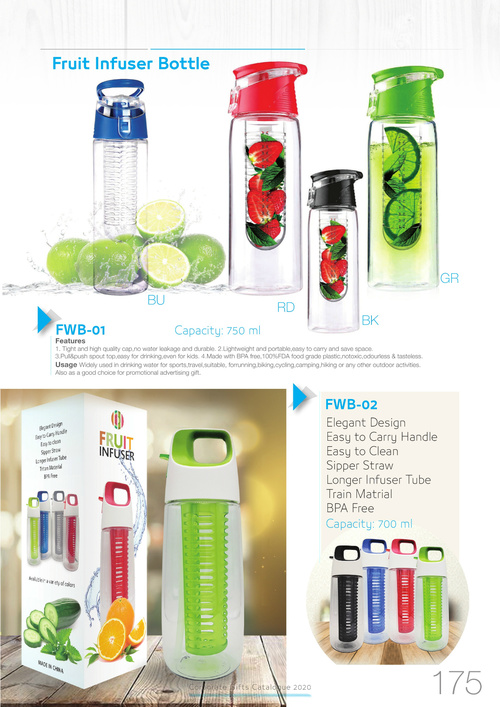 Fruit Infuser Bottle
BU
RD
BK
GR
FWB-01
Capacity: 750 ml
Features
1. Tight and high quality cap,no water leakage and durable. 2.Lightweight and portable,easy to carry and save space.
3.Pull&push spout top,easy for drinking,even for kids. 4.Made with BPA free,100%FDA food grade plastic,notoxic,odourless & tasteless.
Usage Widely used in drinking water for sports,travel,suitable, forrunning,biking,cycling,camping,hiking or any other outdoor activities.
Also as a good choice for promotional advertising gift.
Elegant Design
Easy to Carry Handle
Easy to clean
Sipper Straw
Longer Infuser Tube
Tritan Material
BPA Free
FRUIT
INFUSER
Available in a variety of colors
MADE IN CHINA
FWB-02
Elegant Design
Easy to Carry Handle
Easy to Clean
Sipper Straw
Longer Infuser Tube
Train Matrial
BPA Free
Capacity: 700 ml
Corporate Gifts Catalogue 2020
175